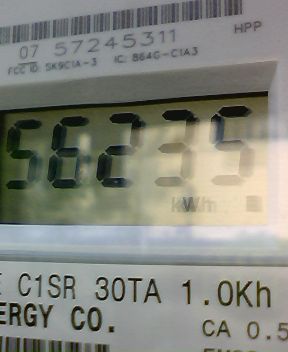 HPP
07 57245311
FCC ID: SK9C1A-3 IC: 864G-C1A3
56235
kWh
E C1SR 30TA 1.0Kh
ERGY CO.
CA 0.5